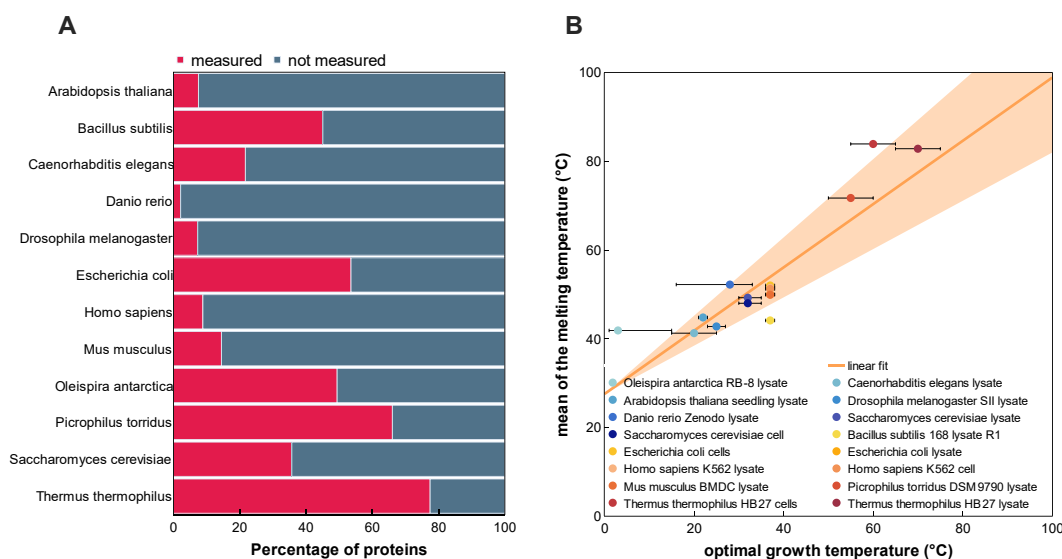 A
measured not measured
Arabidopsis thaliana
Bacillus subtilis
Caenorhabditis elegans
Danio rerio
Drosophila melanogaster
Escherichia coli
Homo sapiens
Mus musculus
Oleispira antarctica
Picrophilus torridus
Saccharomyces cerevisiae
Thermus thermophilus
0 20 40 60 80 100
Percentage of proteins
B
mean of the melting temperature (°C)
100
80
60
40
20
0
linear fit
Oleispira antarctica RB-8 lysate Caenorhabditis elegans lysate
Arabidopsis thaliana seedling lysate Drosophila melanogaster SII lysate
Danio rerio Zenodo lysate Saccharomyces cerevisiae lysate
Saccharomyces cerevisiae cell Bacillus subtilis 168 lysate R1
Escherichia coli cells Escherichia coli lysate
Homo sapiens K562 lysate Homo sapiens K562 cell
Mus musculus BMDC lysate Picrophilus torridus DSM 9790 lysate
Thermus thermophilus HB27 cells Thermus thermophilus HB27 lysate
0 20 40 60 80 100
optimal growth temperature (°C)